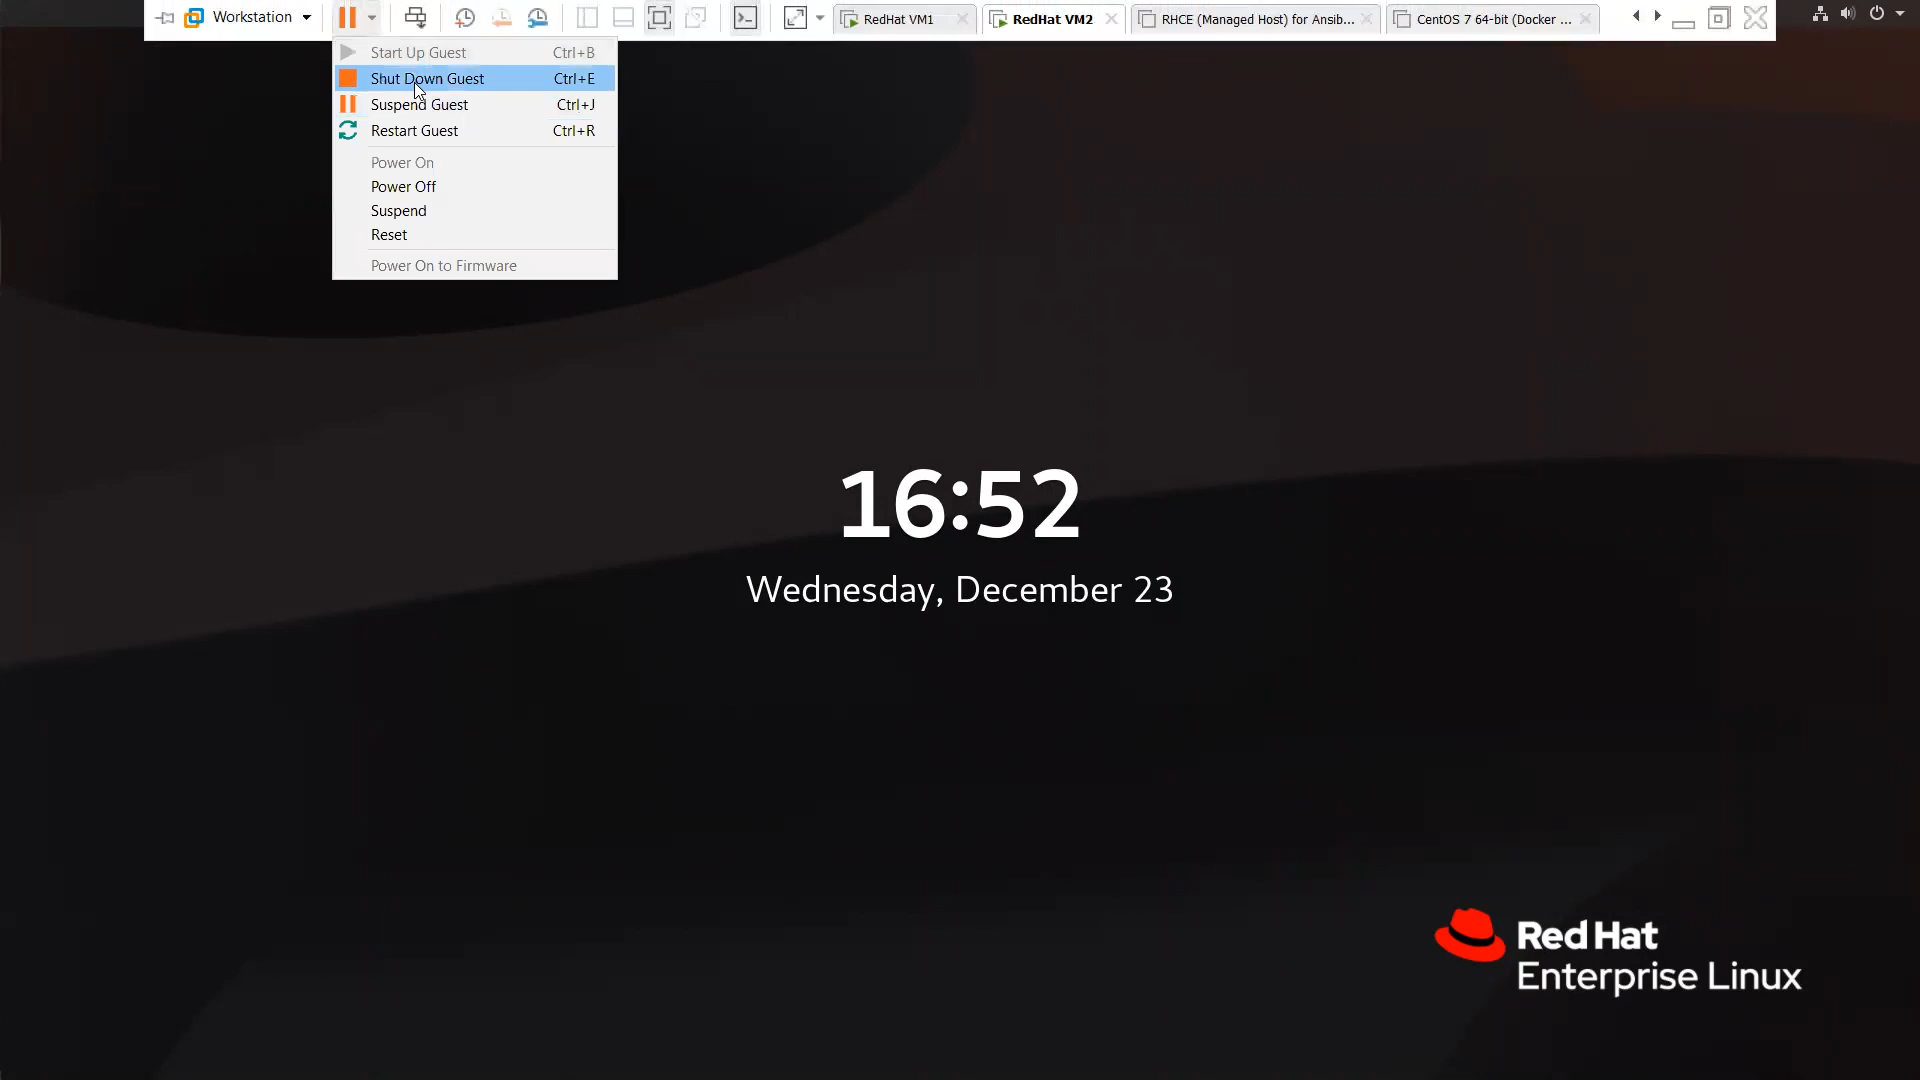 Workstation
RedHat VM1
RedHat VM2
RHCE (Managed Host) for Ansib...
CentOS 7 64-bit (Docker ...
Start Up Guest Ctrl+B
Shut Down Guest Ctrl+E
Suspend Guest Ctrl+J
Restart Guest Ctrl+R
Power On
Power Off
Suspend
Reset
Power On to Firmware
16:52
Wednesday, December 23
Red Hat
Enterprise Linux